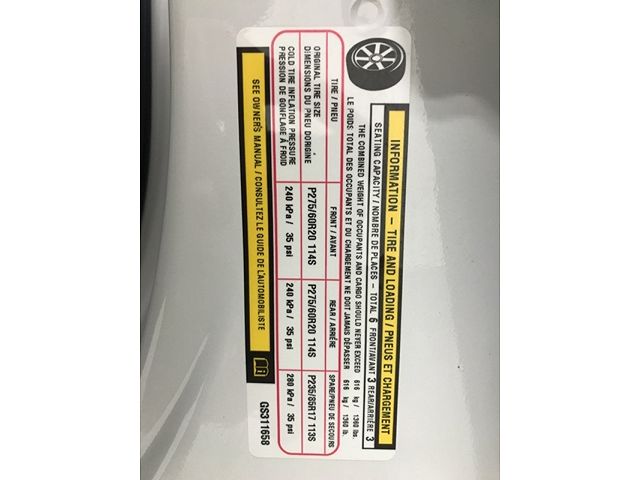 INFORMATION – TIRE AND LOADING / PNEUS ET CHARGEMENT
SEATING CAPACITY / NOMBRE DE PLACES – TOTAL 6 FRONT/AVANT 3 REAR/ARRIÈRE 3
THE COMBINED WEIGHT OF OCCUPANTS AND CARGO SHOULD NEVER EXCEED 616 kg / 1360 lbs.
LE POIDS TOTAL DES OCCUPANTS ET DU CHARGEMENT NE DOIT JAMAIS DÉPASSER 616 kg / 1360 lb.
TIRE / PNEU FRONT / AVANT REAR / ARRIÈRE SPARE/PNEU DE SECOURS
ORIGINAL TIRE SIZE
DIMENSIONS DU PNEU D'ORIGINE P275/60R20 114S P275/60R20 114S P235/85R17 113S
COLD TIRE INFLATION PRESSURE
PRESSION DE GONFLAGE À FROID 240 kPa / 35 psi 240 kPa / 35 psi 280 kPa / 35 psi
SEE OWNER'S MANUAL / CONSULTEZ LE GUIDE DE L'AUTOMOBILISTE
GS311658